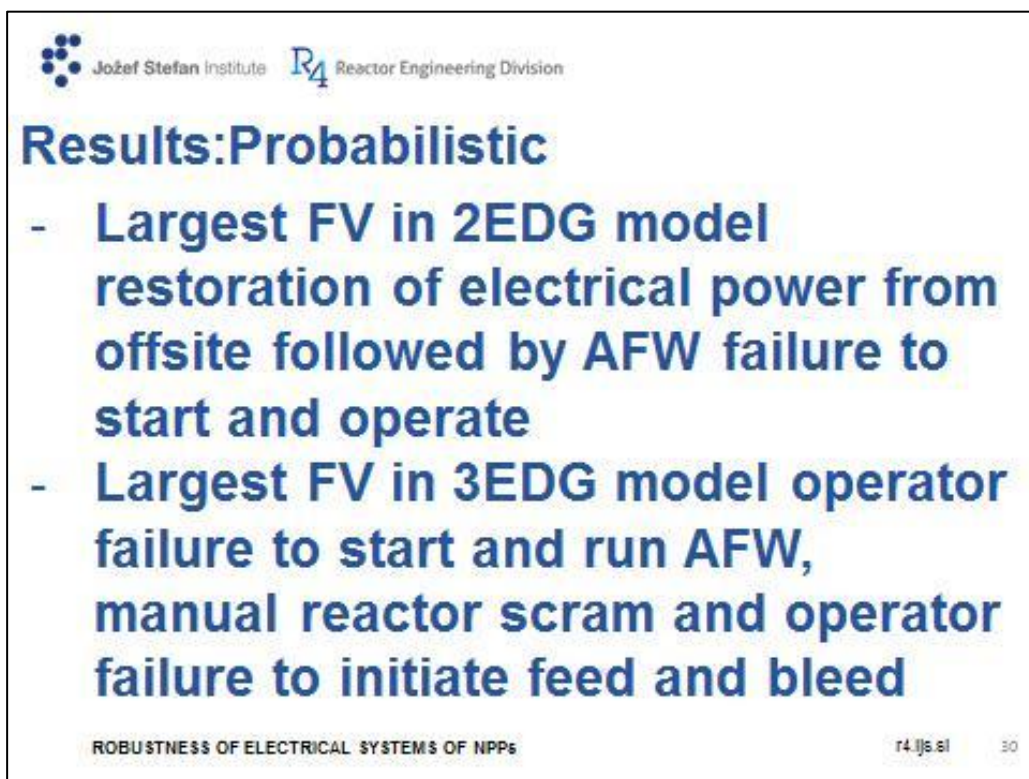 Jožef Stefan Institute R4 Reactor Engineering Division
Results:Probabilistic
- Largest FV in 2EDG model
restoration of electrical power from
offsite followed by AFW failure to
start and operate
- Largest FV in 3EDG model operator
failure to start and run AFW,
manual reactor scram and operator
failure to initiate feed and bleed
ROBUSTNESS OF ELECTRICAL SYSTEMS OF NPPs r4.ijs.si 30